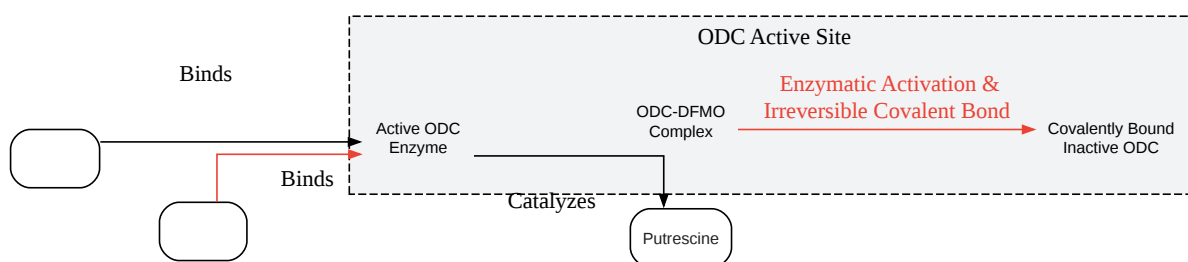 ODC Active Site
Binds
Enzymatic Activation &
Irreversible Covalent Bond
ODC-DFMO
Complex
Active ODC
Enzyme
Covalently Bound
Inactive ODC
Binds
Catalyzes
Putrescine